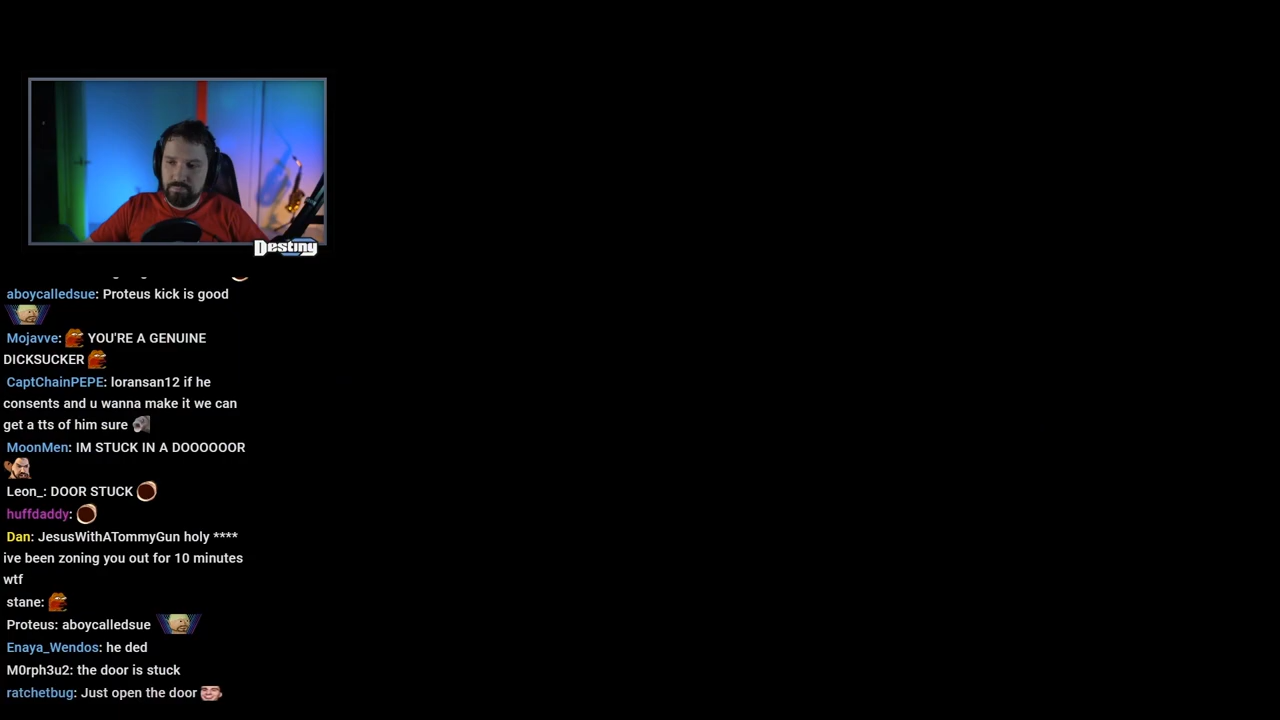 Destiny
aboycalledsue: Proteus kick is good
Mojavve: YOU'RE A GENUINE
DICKSUCKER
CaptChainPEPE: loransan12 if he
consents and u wanna make it we can
get a tts of him sure
MoonMen: IM STUCK IN A DOOOOOOR
Leon_: DOOR STUCK
huffdaddy:
Dan: JesusWithATommyGun holy ****
ive been zoning you out for 10 minutes
wtf
stane:
Proteus: aboycalledsue
Enaya_Wendos: he ded
M0rph3u2: the door is stuck
ratchetbug: Just open the door